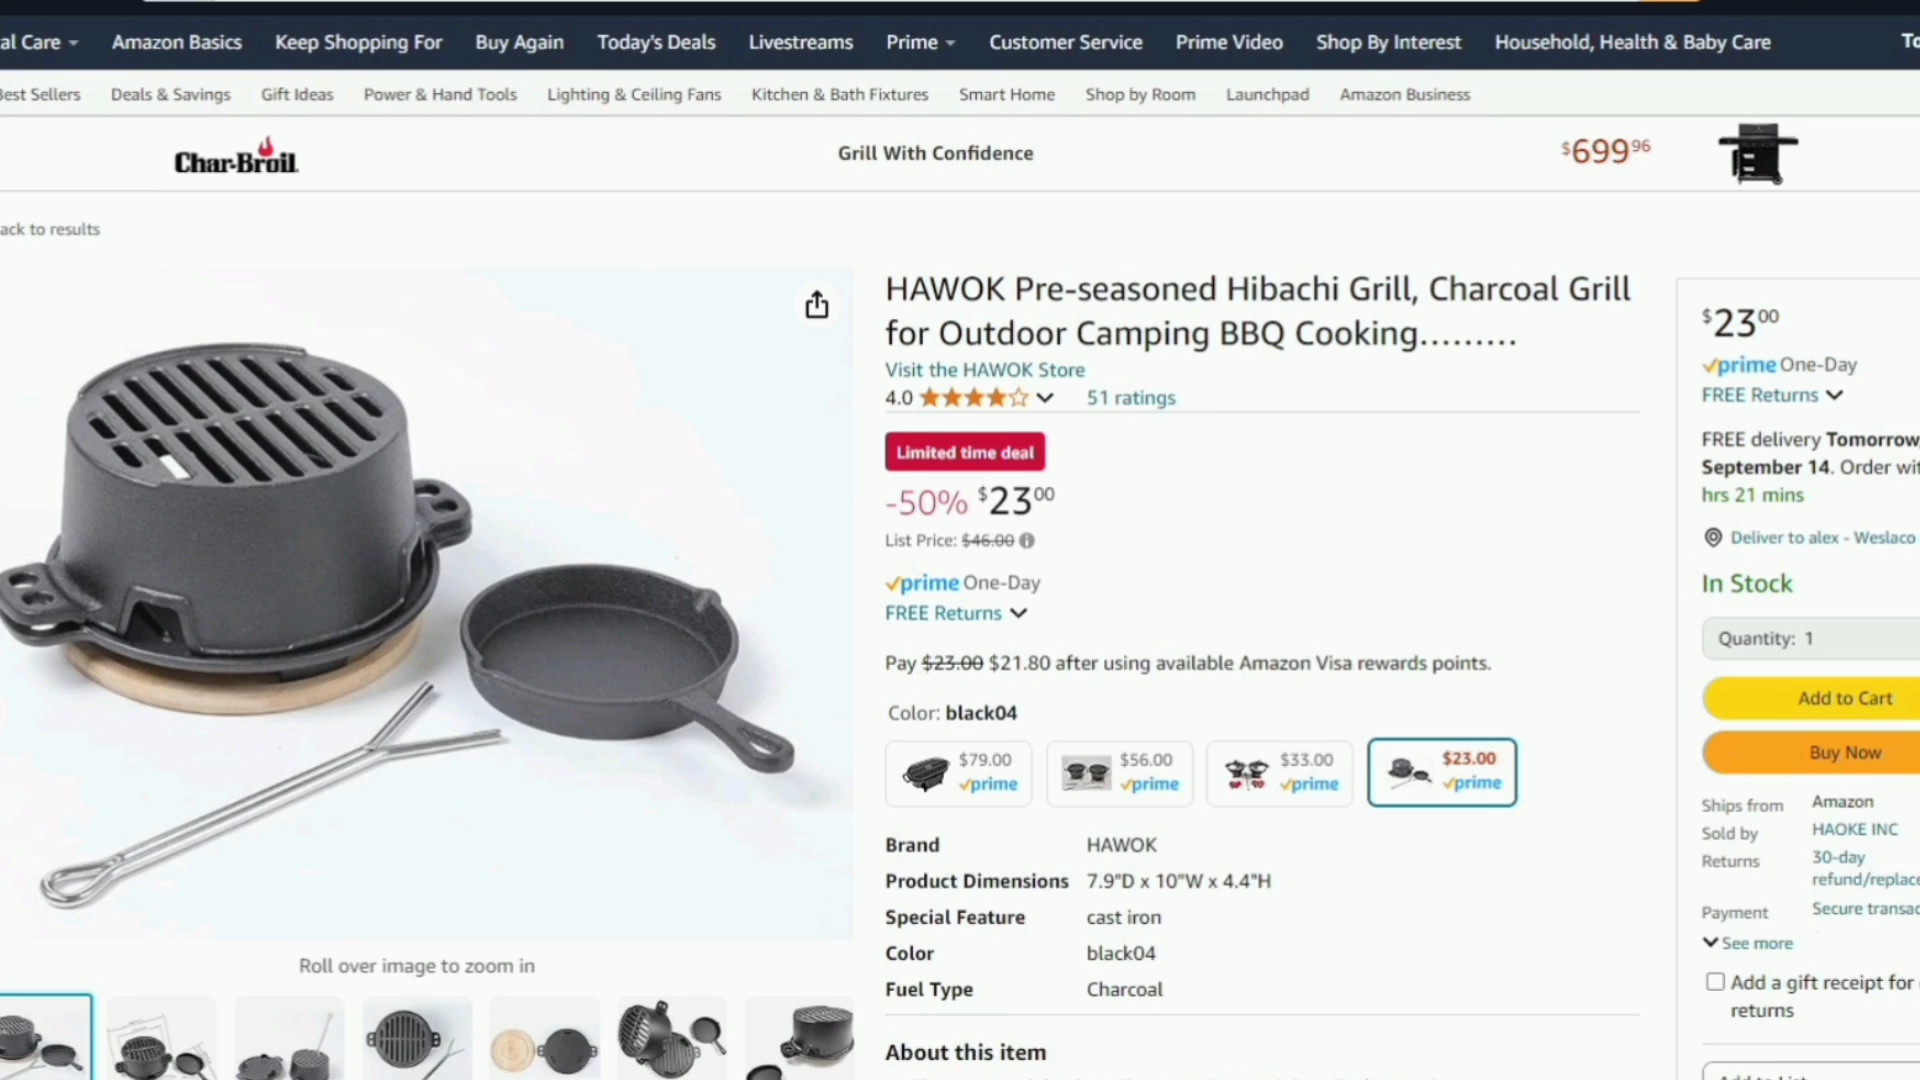 al Care
Amazon Basics
Keep Shopping For
Buy Again
Today's Deals
Livestreams
Prime
Customer Service
Prime Video
Shop By Interest
Household, Health & Baby Care
Best Sellers
Deals & Savings
Gift Ideas
Power & Hand Tools
Lighting & Ceiling Fans
Kitchen & Bath Fixtures
Smart Home
Shop by Room
Launchpad
Amazon Business
Char-Broil
Grill With Confidence
$699 96
ack to results
HAWOK Pre-seasoned Hibachi Grill, Charcoal Grill
for Outdoor Camping BBQ Cooking.........
Visit the HAWOK Store
4.0
51 ratings
Limited time deal
-50% $23 00
List Price: $46.00
prime One-Day
FREE Returns
Pay $23.00 $21.80 after using available Amazon Visa rewards points.
Color: black04
$79.00
prime
$56.00
prime
$33.00
prime
$23.00
prime
Brand HAWOK
Product Dimensions 7.9"D x 10"W x 4.4"H
Special Feature cast iron
Color black04
Fuel Type Charcoal
About this item
Roll over image to zoom in
$23 00
prime One-Day
FREE Returns
FREE delivery Tomorrow,
September 14. Order wit
hrs 21 mins
Deliver to alex - Weslaco
In Stock
Quantity: 1
Add to Cart
Buy Now
Ships from Amazon
Sold by HAOKE INC
Returns 30-day
refund/replace
Payment Secure transac
See more
Add a gift receipt for
returns